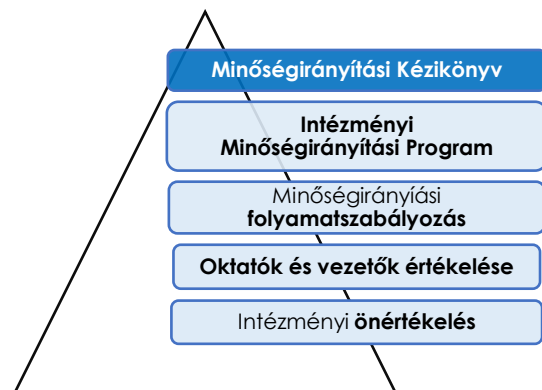 Minőségirányítási Kézikönyv
Intézményi
Minőségirányítási Program
Minőségirányíási
folyamatszabályozás
Oktatók és vezetők értékelése
Intézményi önértékelés